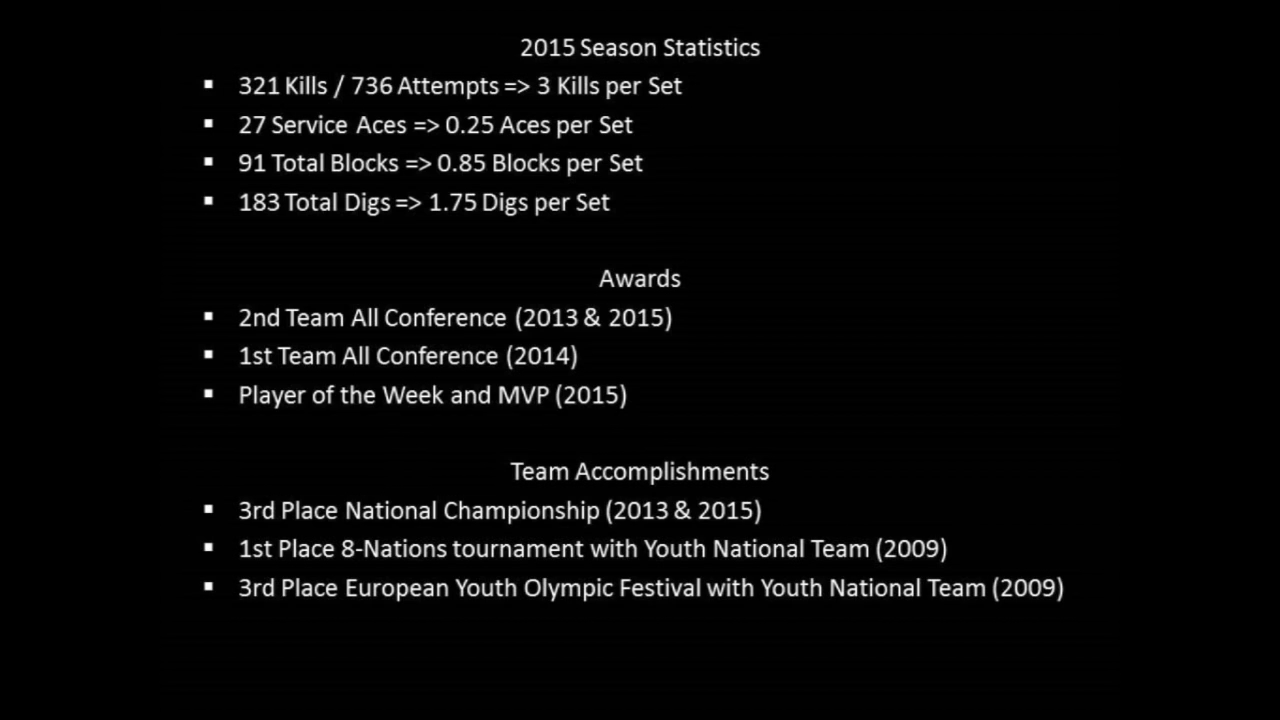 2015 Season Statistics
▪ 321 Kills / 736 Attempts => 3 Kills per Set
▪ 27 Service Aces => 0.25 Aces per Set
▪ 91 Total Blocks => 0.85 Blocks per Set
▪ 183 Total Digs => 1.75 Digs per Set
Awards
▪ 2nd Team All Conference (2013 & 2015)
▪ 1st Team All Conference (2014)
▪ Player of the Week and MVP (2015)
Team Accomplishments
▪ 3rd Place National Championship (2013 & 2015)
▪ 1st Place 8-Nations tournament with Youth National Team (2009)
▪ 3rd Place European Youth Olympic Festival with Youth National Team (2009)